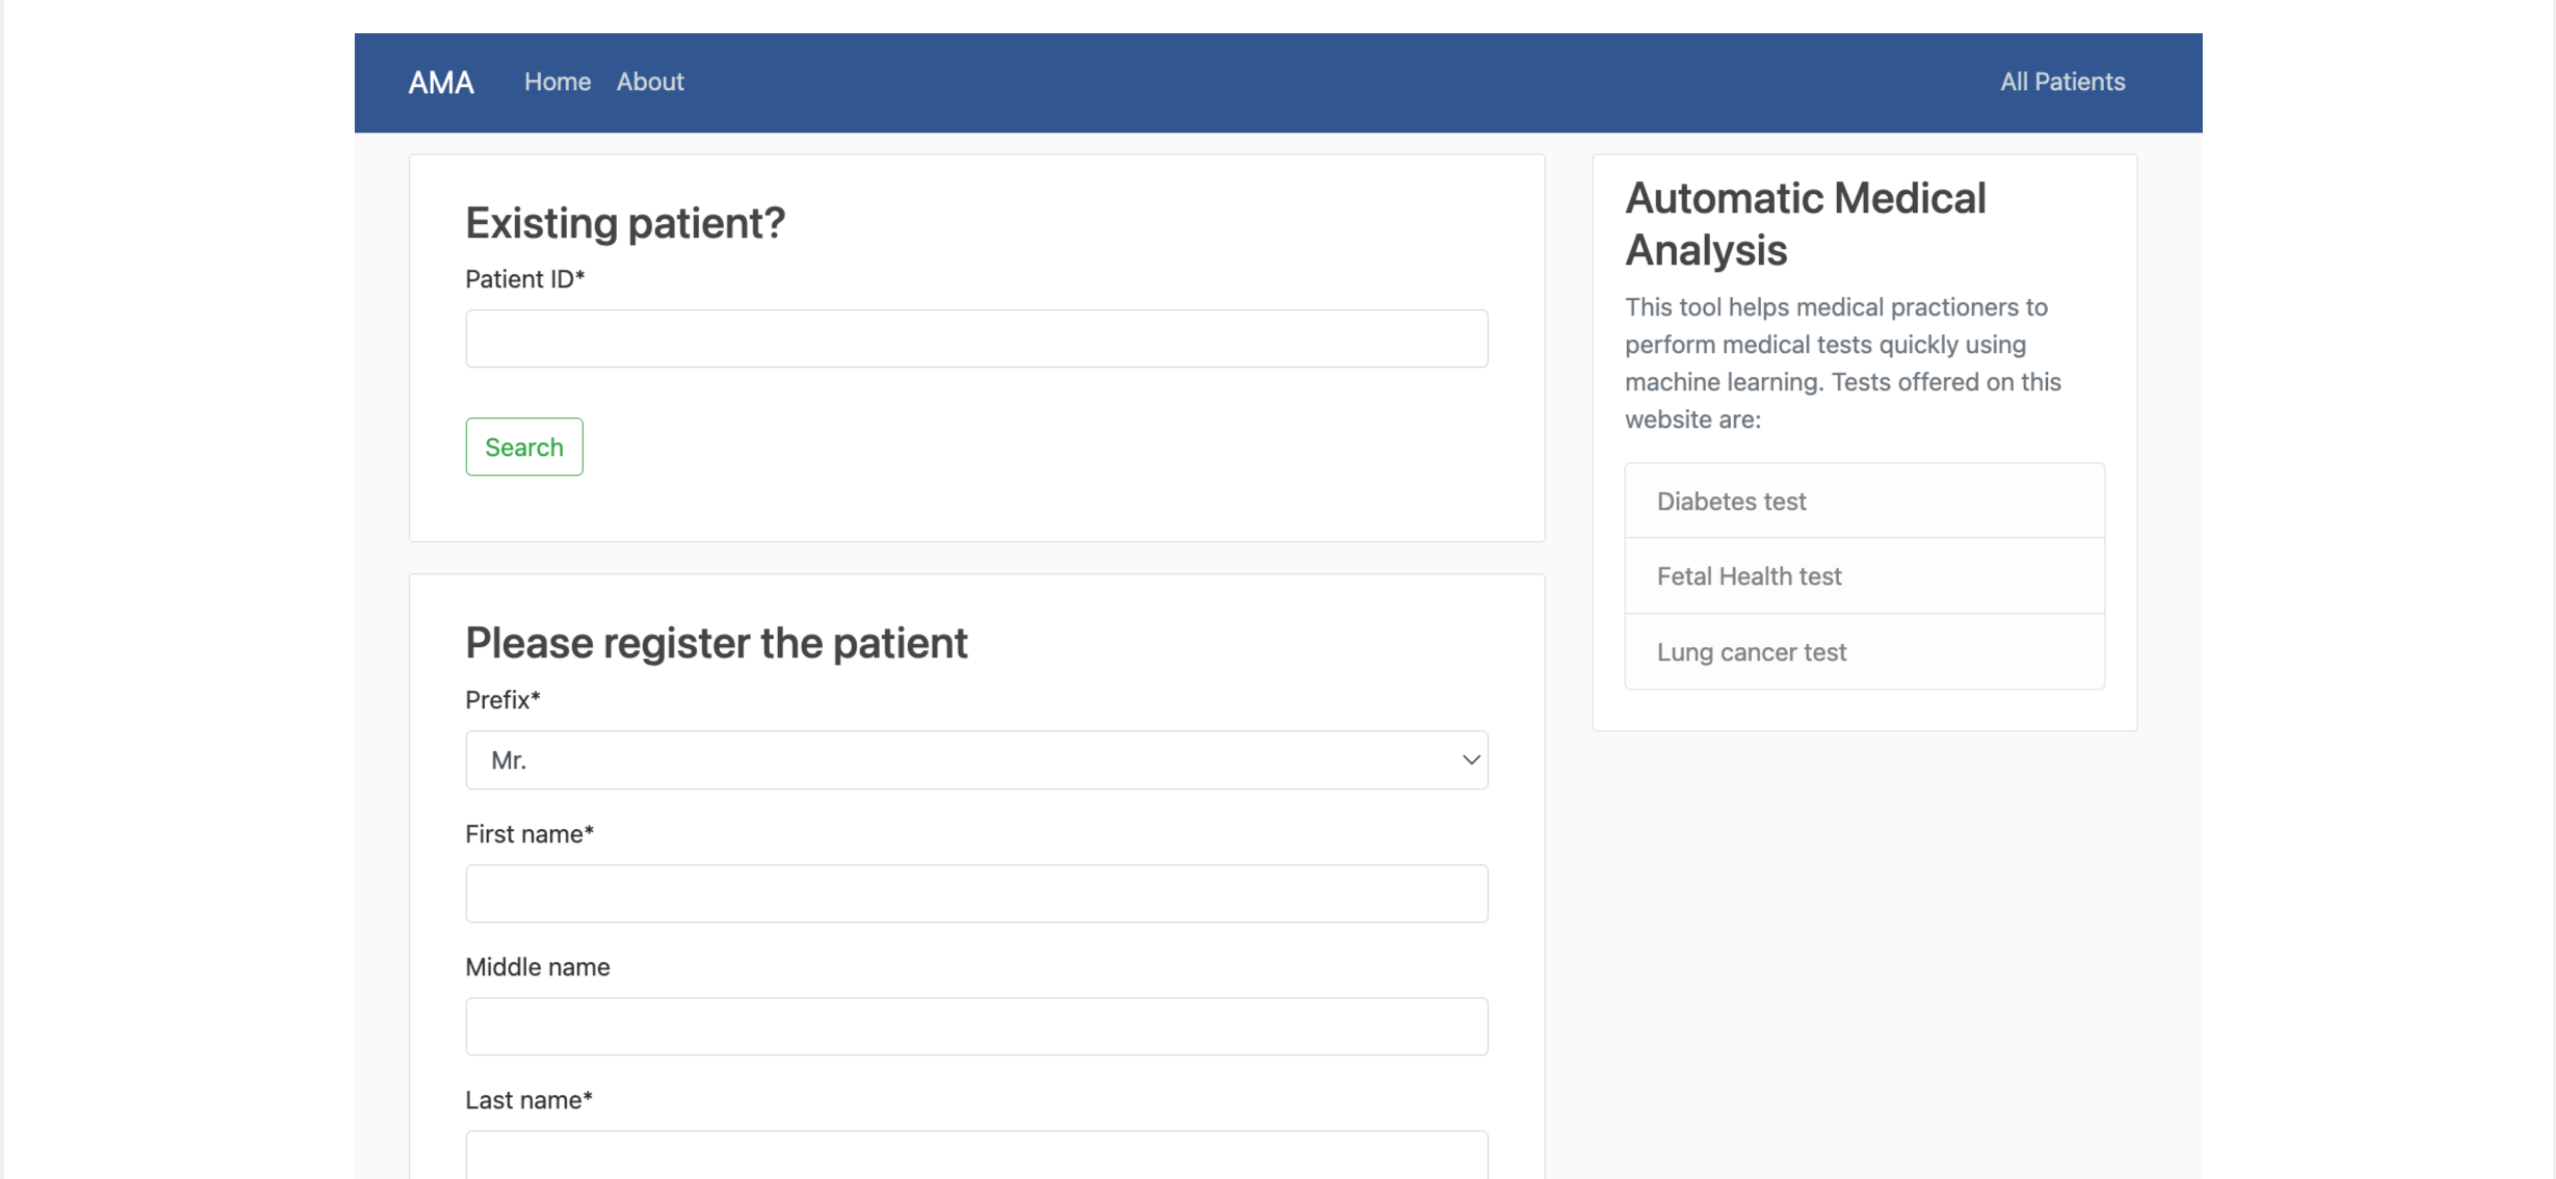 AMA Home About All Patients
Existing patient?
Patient ID*
Search
Please register the patient
Prefix*
Mr.
First name*
Middle name
Last name*
Automatic Medical
Analysis
This tool helps medical practioners to
perform medical tests quickly using
machine learning. Tests offered on this
website are:
Diabetes test
Fetal Health test
Lung cancer test